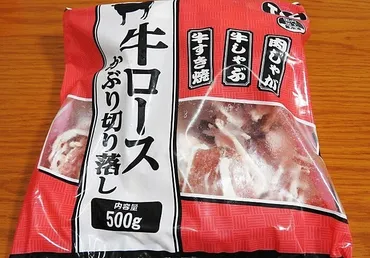 肉じゃが
牛しゃぶ
牛すき焼
牛ロース
かぶり切り落し
内容量
500g